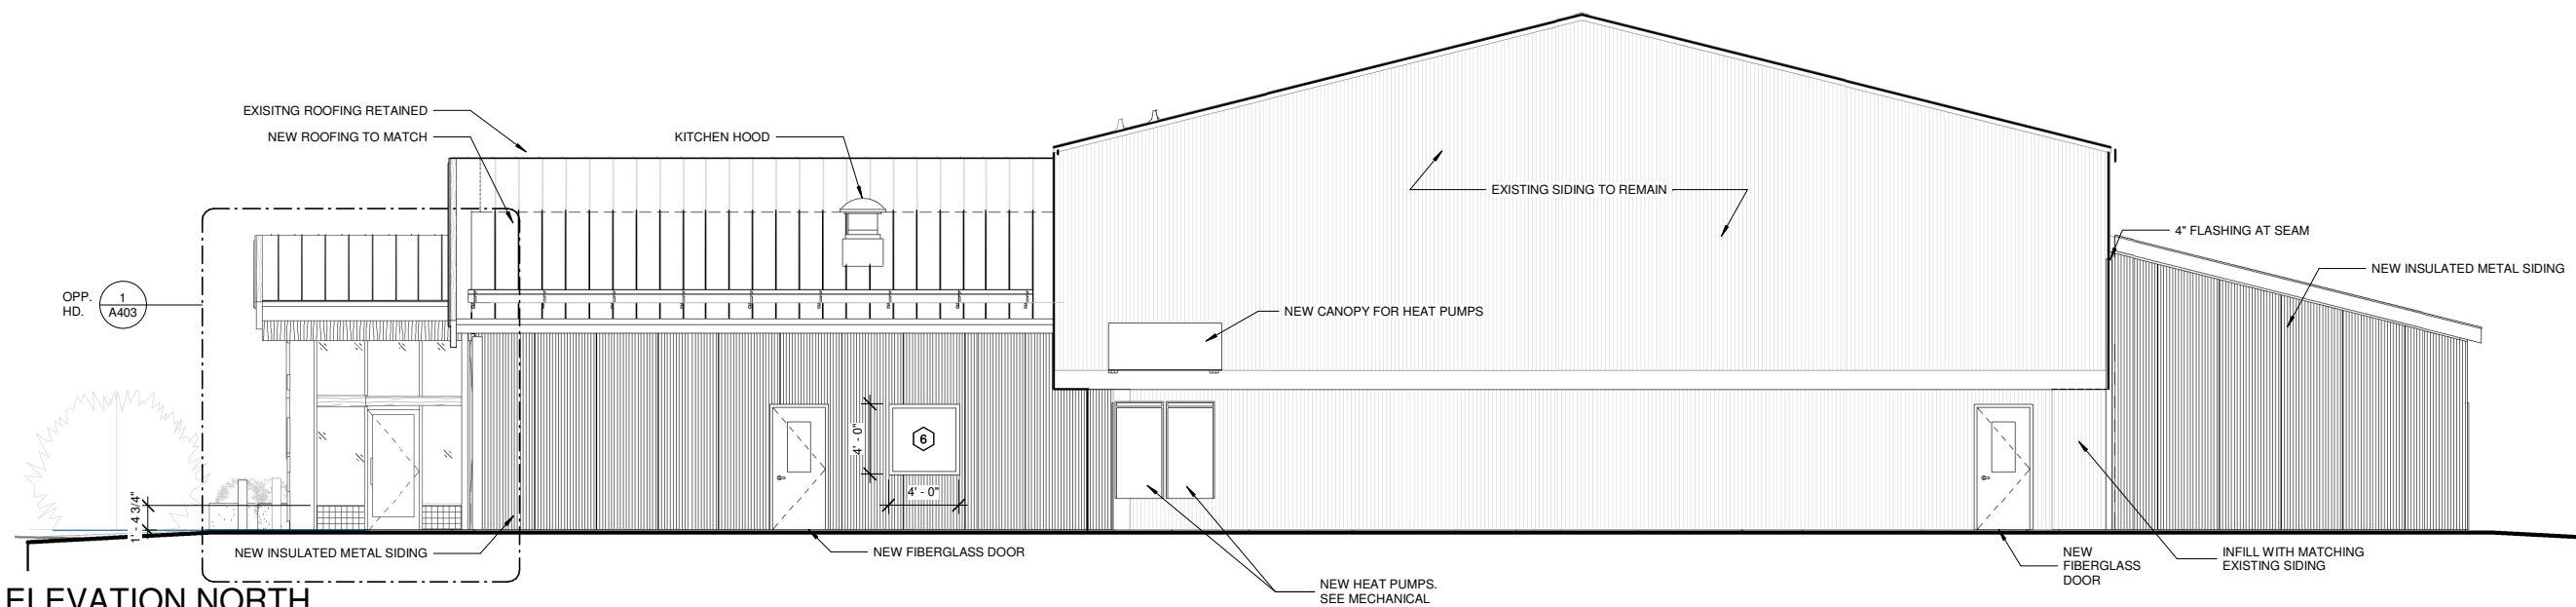 EXISITNG ROOFING RETAINED
NEW ROOFING TO MATCH
KITCHEN HOOD
EXISTING SIDING TO REMAIN
4" FLASHING AT SEAM
NEW INSULATED METAL SIDING
OPP.
HD.
1
A403
NEW CANOPY FOR HEAT PUMPS
6
4' - 0"
4' - 0"
1' - 4 3/4"
NEW INSULATED METAL SIDING
NEW FIBERGLASS DOOR
NEW HEAT PUMPS.
SEE MECHANICAL
NEW
FIBERGLASS
DOOR
INFILL WITH MATCHING
EXISTING SIDING
ELEVATION NORTH